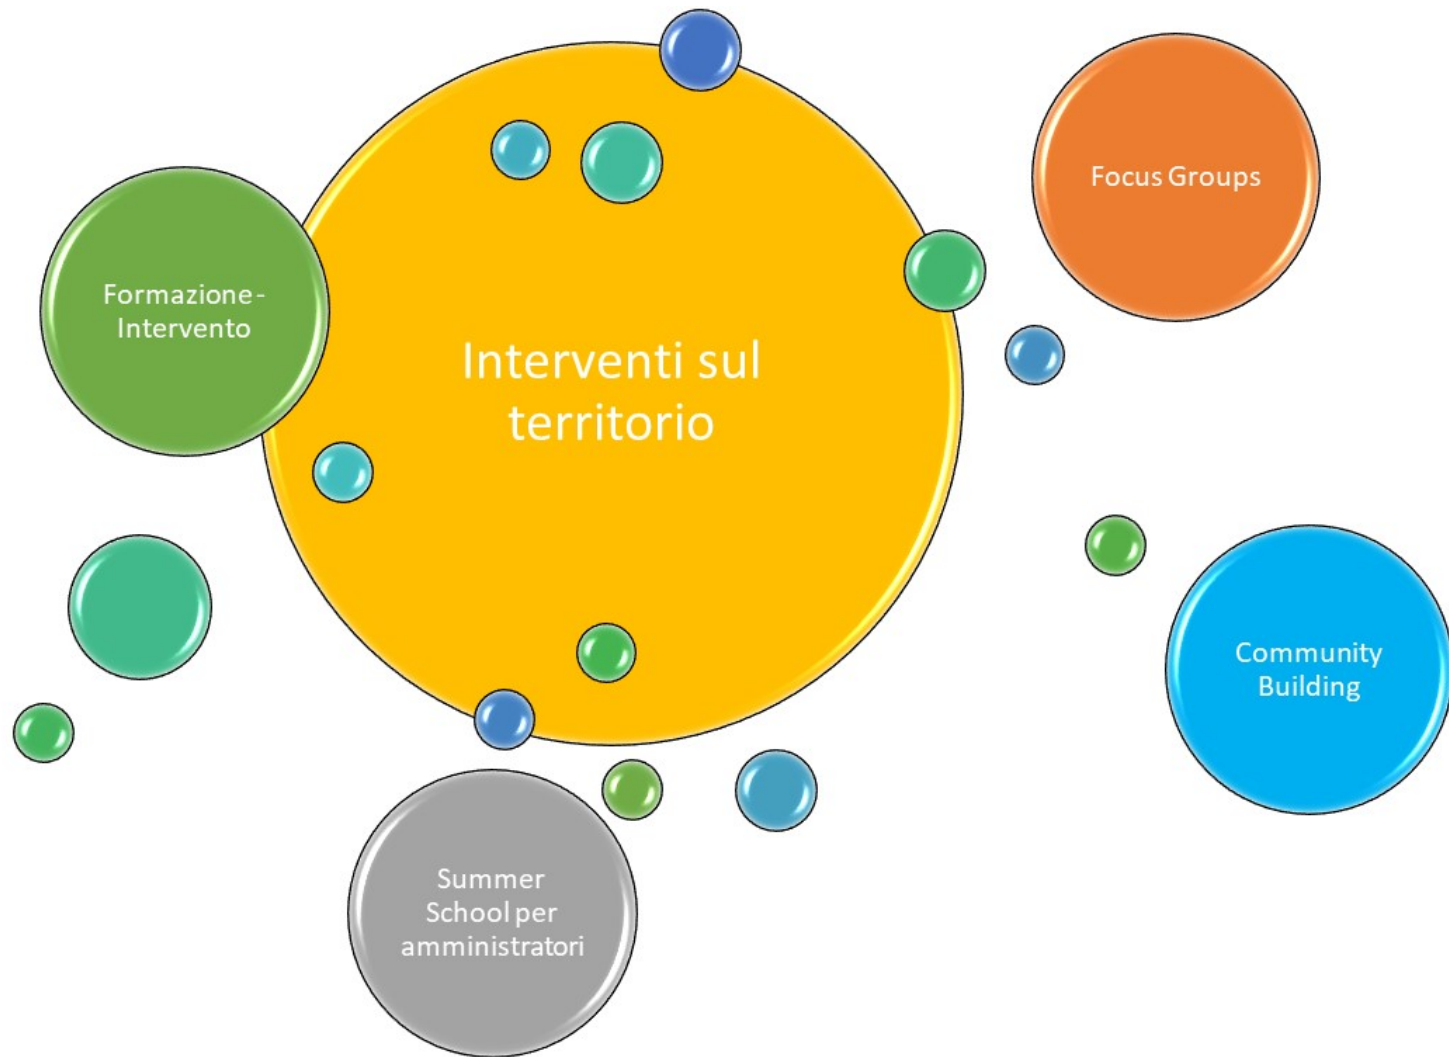 Focus Groups
Formazione-
Intervento
Interventi sul
territorio
Community
Building
Summer
School per
amministratori